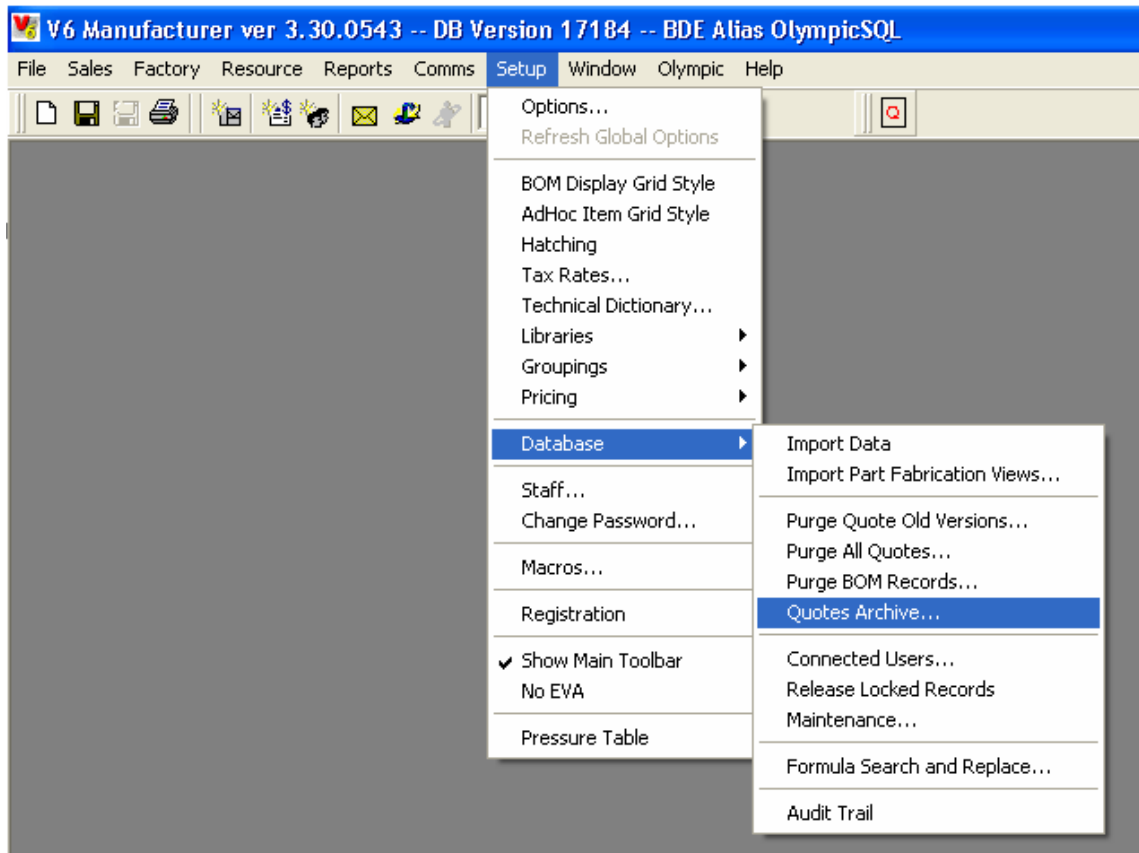 V6 Manufacturer ver 3.30.0543 -- DB Version 17184 -- BDE Alias OlympicSQL
File Sales Factory Resource Reports Comms Setup Window Olympic Help
Q
Options...
Refresh Global Options
BOM Display Grid Style
AdHoc Item Grid Style
Hatching
Tax Rates...
Technical Dictionary...
Libraries
Groupings
Pricing
Database
Staff...
Change Password...
Macros...
Registration
Show Main Toolbar
No EVA
Pressure Table
Import Data
Import Part Fabrication Views...
Purge Quote Old Versions...
Purge All Quotes...
Purge BOM Records...
Quotes Archive...
Connected Users...
Release Locked Records
Maintenance...
Formula Search and Replace...
Audit Trail